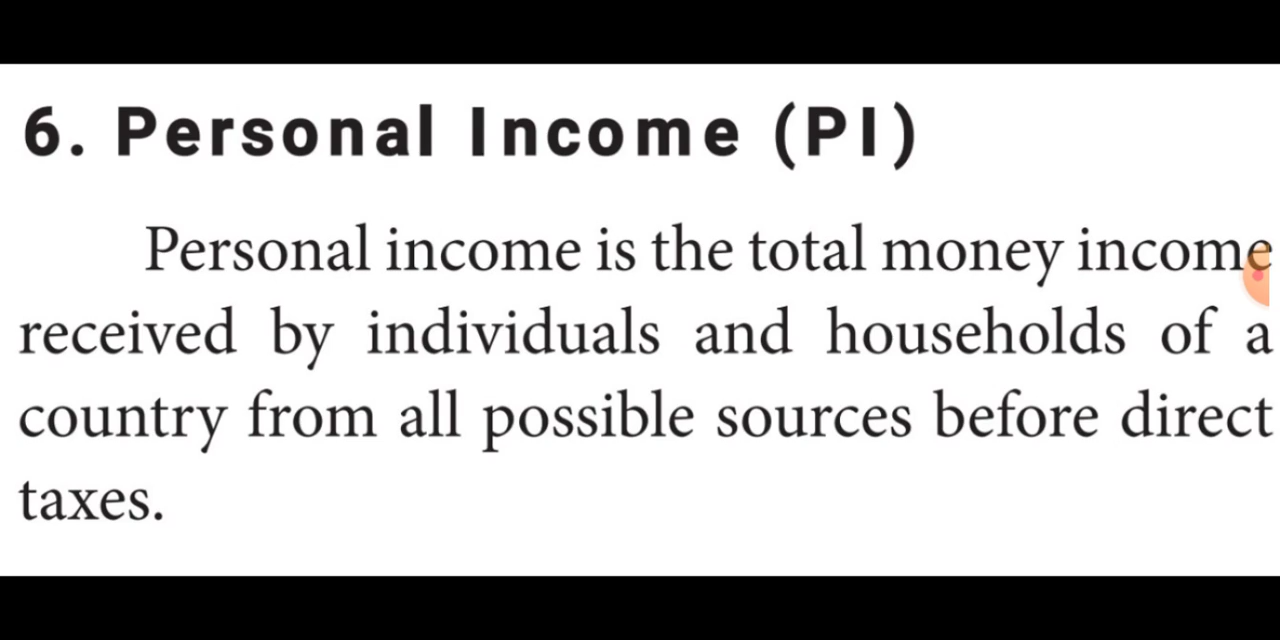 6. Personal Income (PI)
Personal income is the total money income
received by individuals and households of a
country from all possible sources before direct
taxes.